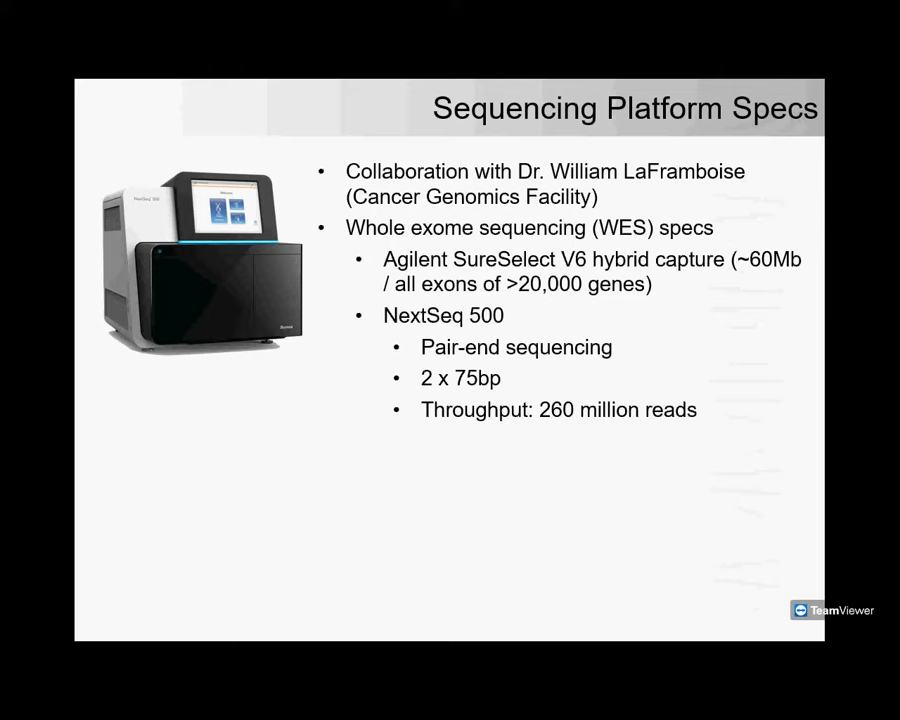 Sequencing Platform Specs
• Collaboration with Dr. William LaFramboise
(Cancer Genomics Facility)
• Whole exome sequencing (WES) specs
• Agilent SureSelect V6 hybrid capture (~60Mb
/ all exons of >20,000 genes)
• NextSeq 500
• Pair-end sequencing
• 2 x 75bp
• Throughput: 260 million reads
TeamViewer